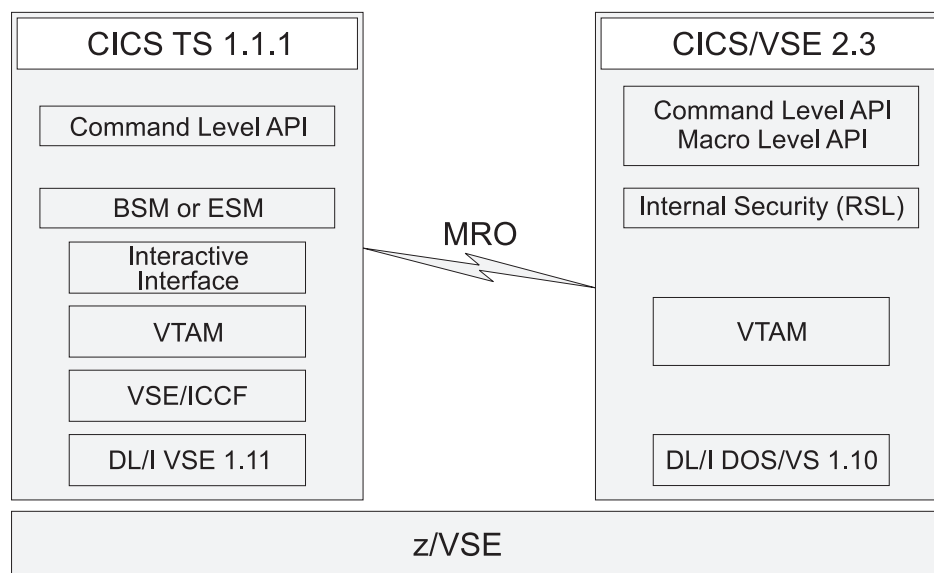 CICS TS 1.1.1
Command Level API
BSM or ESM
Interactive
Interface
VTAM
VSE/ICCF
DL/I VSE 1.11
MRO
CICS/VSE 2.3
Command Level API
Macro Level API
Internal Security (RSL)
VTAM
DL/I DOS/VS 1.10
z/VSE